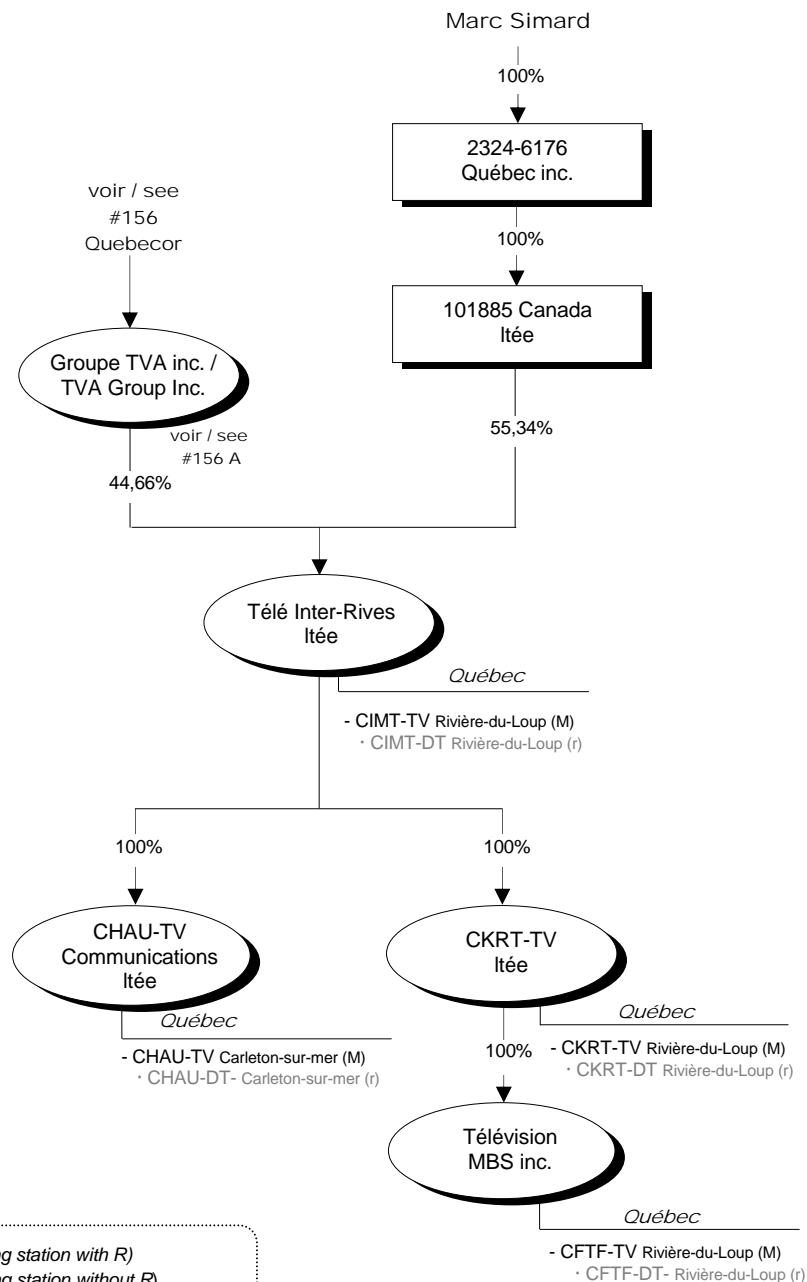 Marc Simard
100%
2324-6176
Québec inc.
voir / see
#156
Quebecor
100%
101885 Canada
ltée
Groupe TVA inc. /
TVA Group Inc.
voir / see
#156 A
55,34%
44,66%
Télé Inter-Rives
ltée
Québec
- CIMT-TV Rivière-du-Loup (M)
· CIMT-DT Rivière-du-Loup (r)
100%
100%
CHAU-TV
Communications
ltée
CKRT-TV
ltée
Québec
- CHAU-TV Carleton-sur-mer (M)
· CHAU-DT- Carleton-sur-mer (r)
Québec
- CKRT-TV Rivière-du-Loup (M)
· CKRT-DT Rivière-du-Loup (r)
100%
Télévision
MBS inc.
Québec
- CFTF-TV Rivière-du-Loup (M)
· CFTF-DT- Rivière-du-Loup (r)
station with R)
station without R)